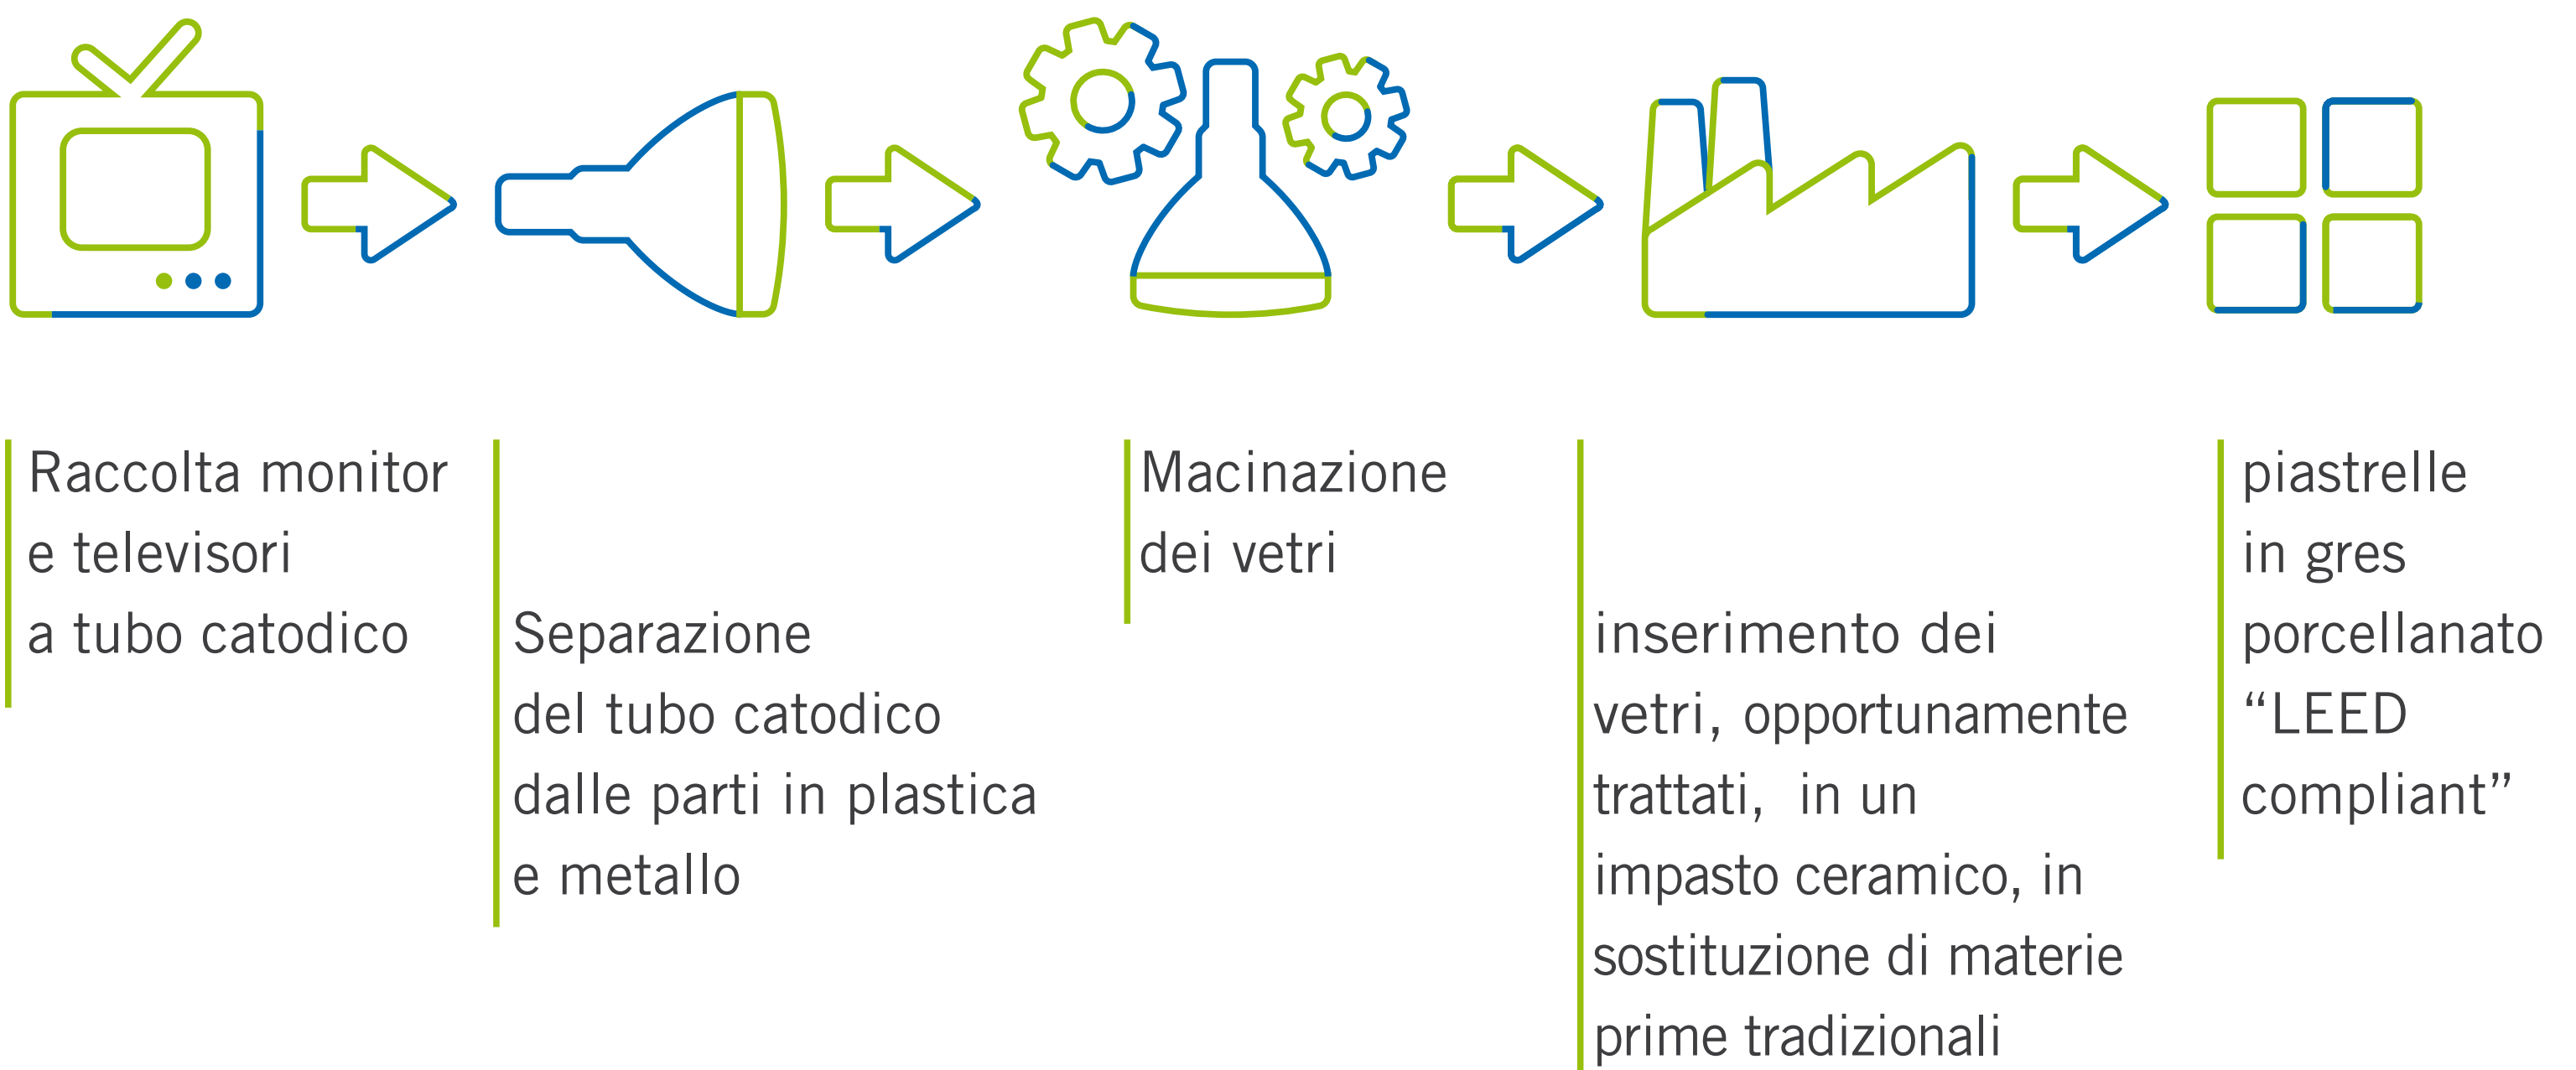 Raccolta monitor
e televisori
a tubo catodico
Separazione
del tubo catodico
dalle parti in plastica
e metallo
Macinazione
dei vetri
inserimento dei
vetri, opportunamente
trattati, in un
impasto ceramico, in
sostituzione di materie
prime tradizionali
piastrelle
in gres
porcellanato
“LEED
compliant”